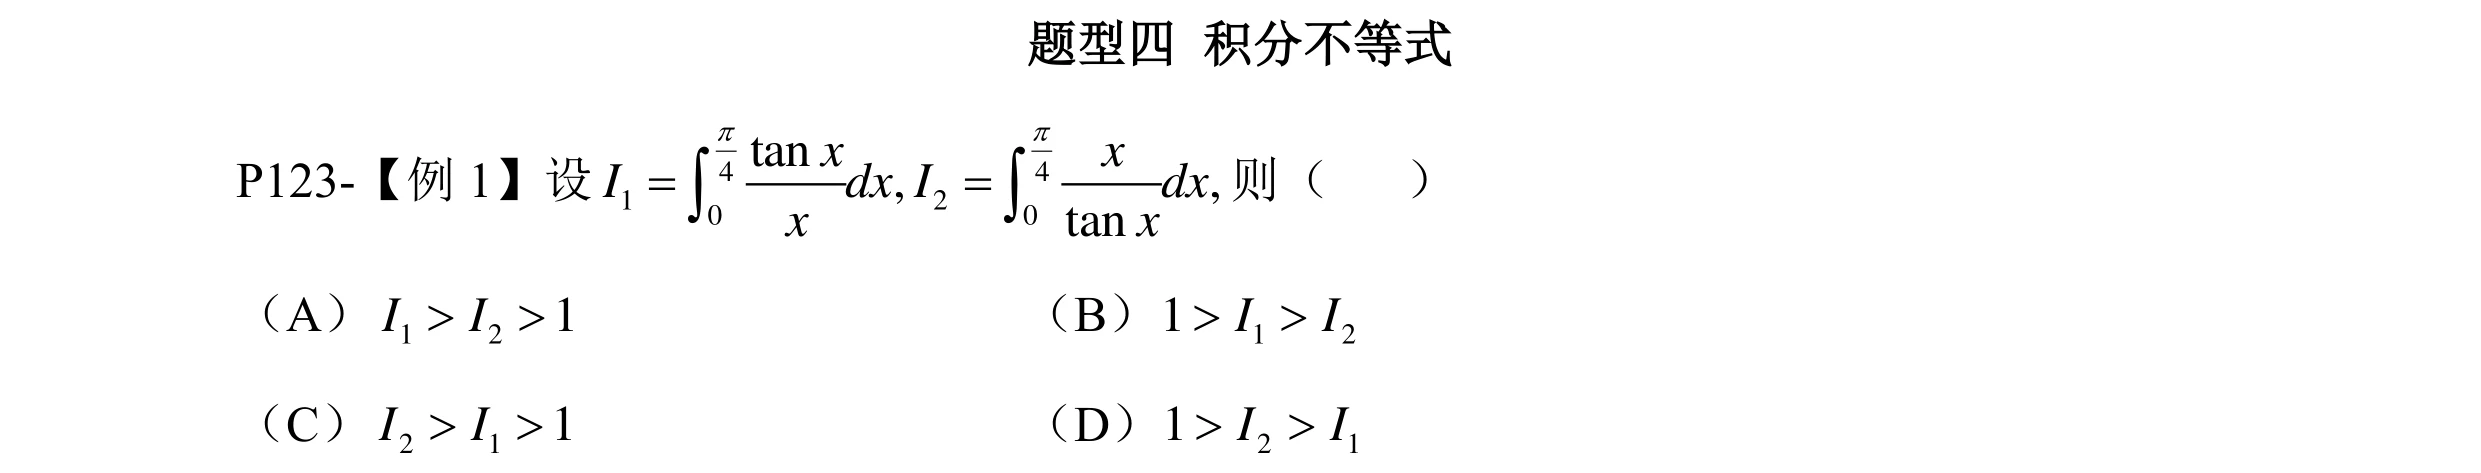 题型四 积分不等式
P123-【例 1】设 $I_1 = \int_0^{\frac{\pi}{4}} \frac{\tan x}{x} dx, I_2 = \int_0^{\frac{\pi}{4}} \frac{x}{\tan x} dx,$ 则（ ）
（A）$I_1 > I_2 > 1$ （B）$1 > I_1 > I_2$
（C）$I_2 > I_1 > 1$ （D）$1 > I_2 > I_1$